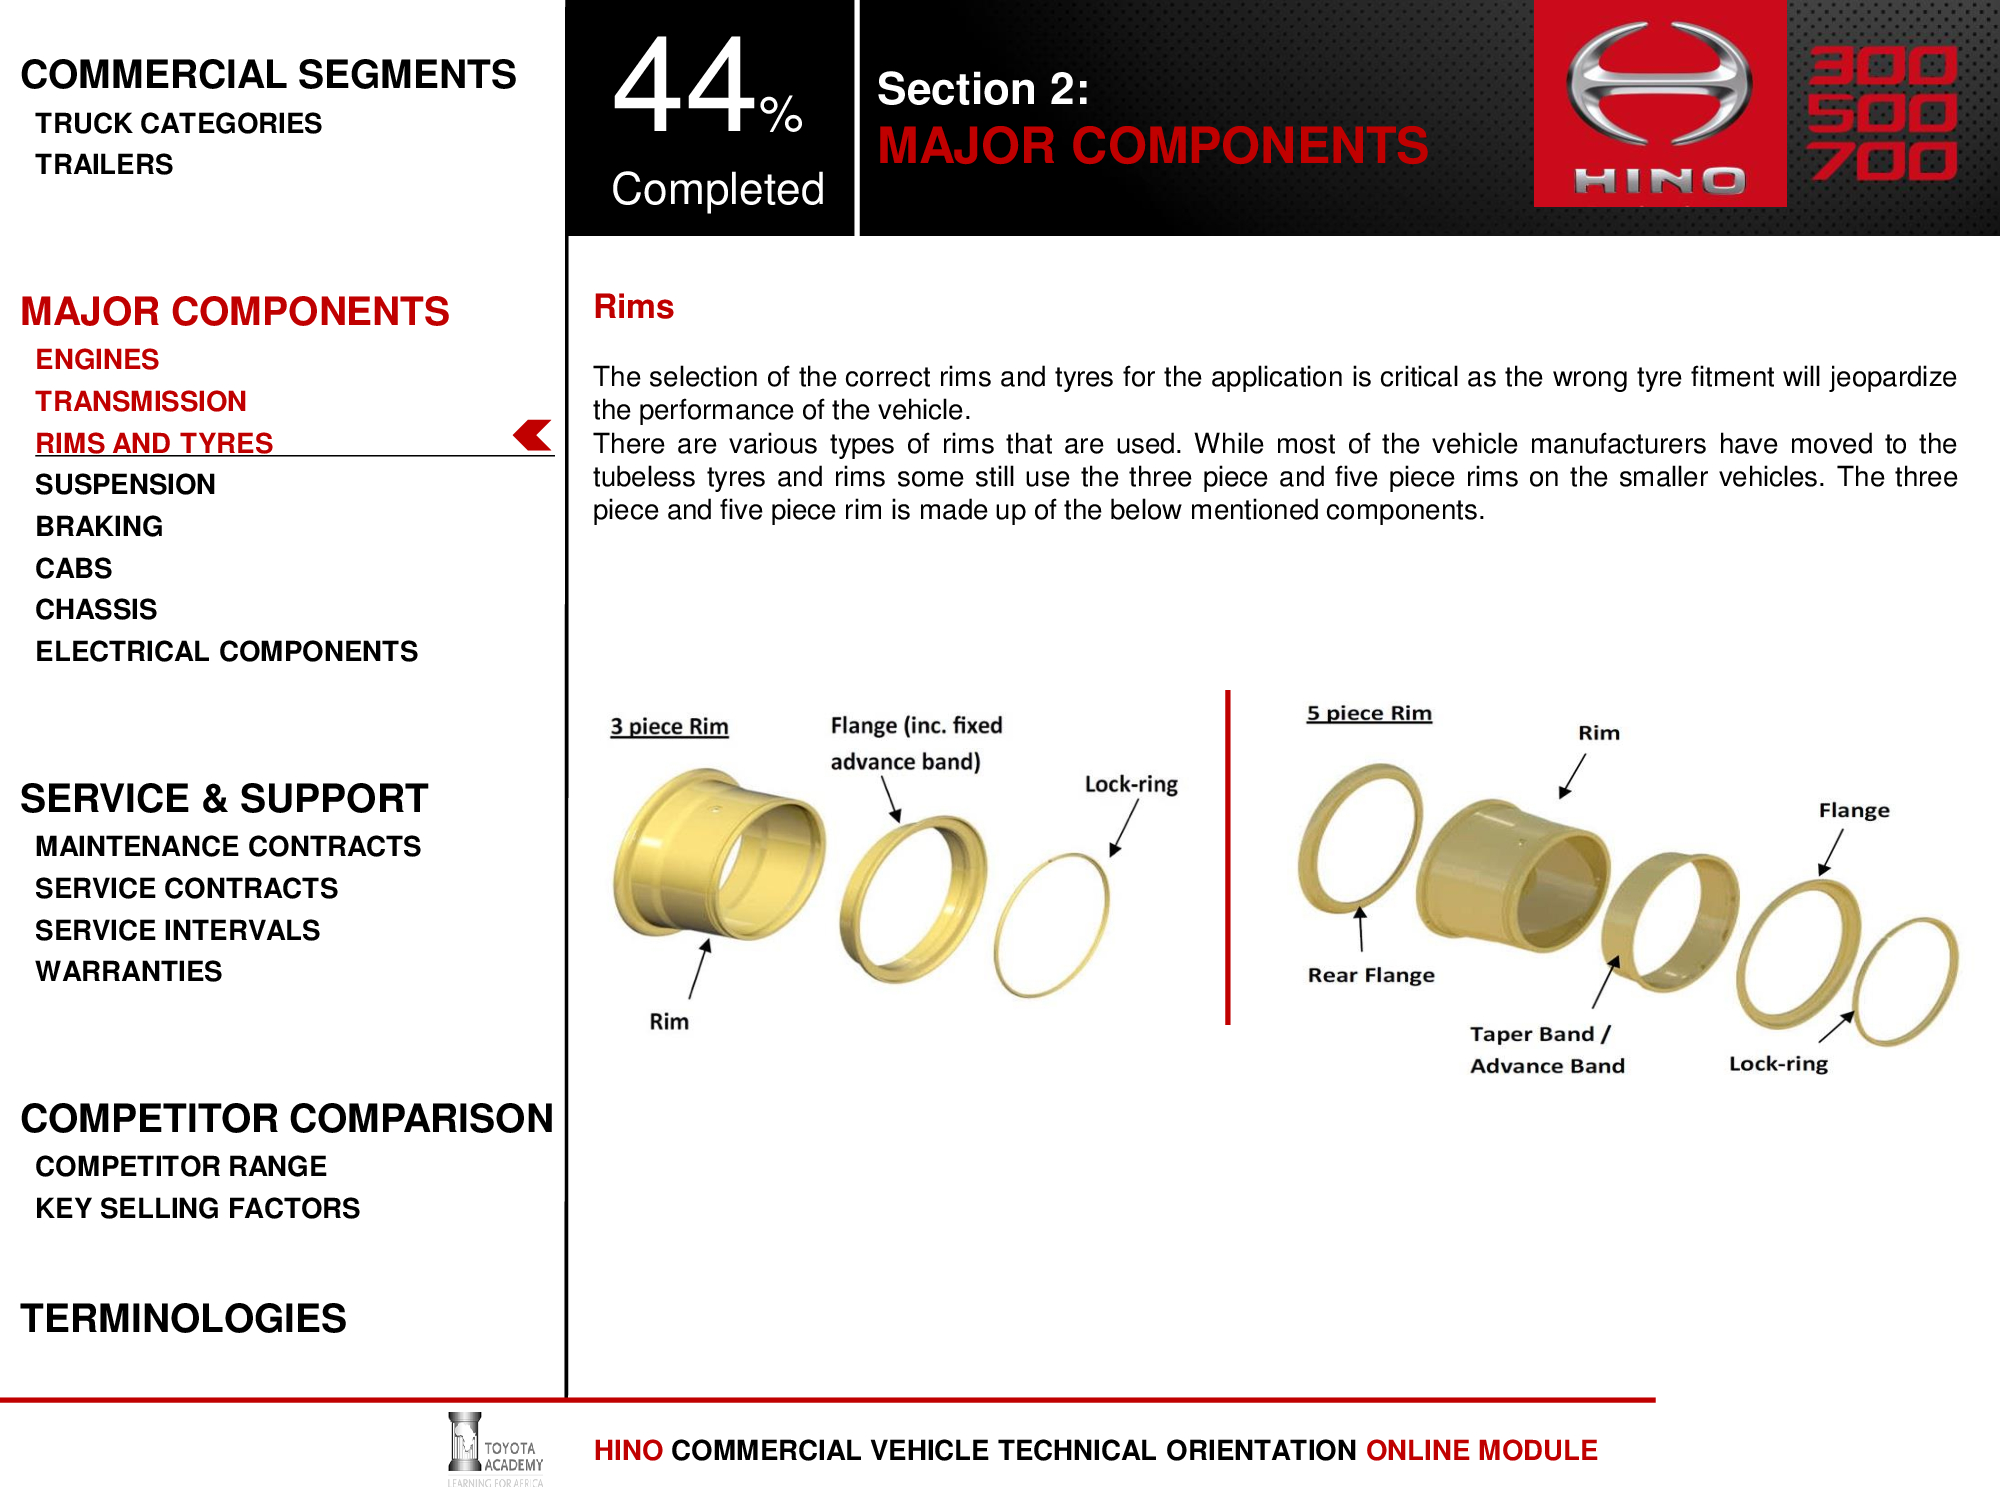 COMMERCIAL SEGMENTS
TRUCK CATEGORIES
TRAILERS
MAJOR COMPONENTS
ENGINES
TRANSMISSION
RIMS AND TYRES
SUSPENSION
BRAKING
CABS
CHASSIS
ELECTRICAL COMPONENTS
SERVICE & SUPPORT
MAINTENANCE CONTRACTS
SERVICE CONTRACTS
SERVICE INTERVALS
WARRANTIES
COMPETITOR COMPARISON
COMPETITOR RANGE
KEY SELLING FACTORS
TERMINOLOGIES
44%
Completed
Section 2:
MAJOR COMPONENTS
HINO
300
500
700
Rims
The selection of the correct rims and tyres for the application is critical as the wrong tyre fitment will jeopardize
the performance of the vehicle.
There are various types of rims that are used. While most of the vehicle manufacturers have moved to the
tubeless tyres and rims some still use the three piece and five piece rims on the smaller vehicles. The three
piece and five piece rim is made up of the below mentioned components.
3 piece Rim
Flange (inc. fixed
advance band)
Lock-ring
Rim
5 piece Rim
Rim
Flange
Rear Flange
Taper Band /
Advance Band
Lock-ring
TOYOTA
ACADEMY
LEARNING FOR AFRICA
HINO COMMERCIAL VEHICLE TECHNICAL ORIENTATION ONLINE MODULE